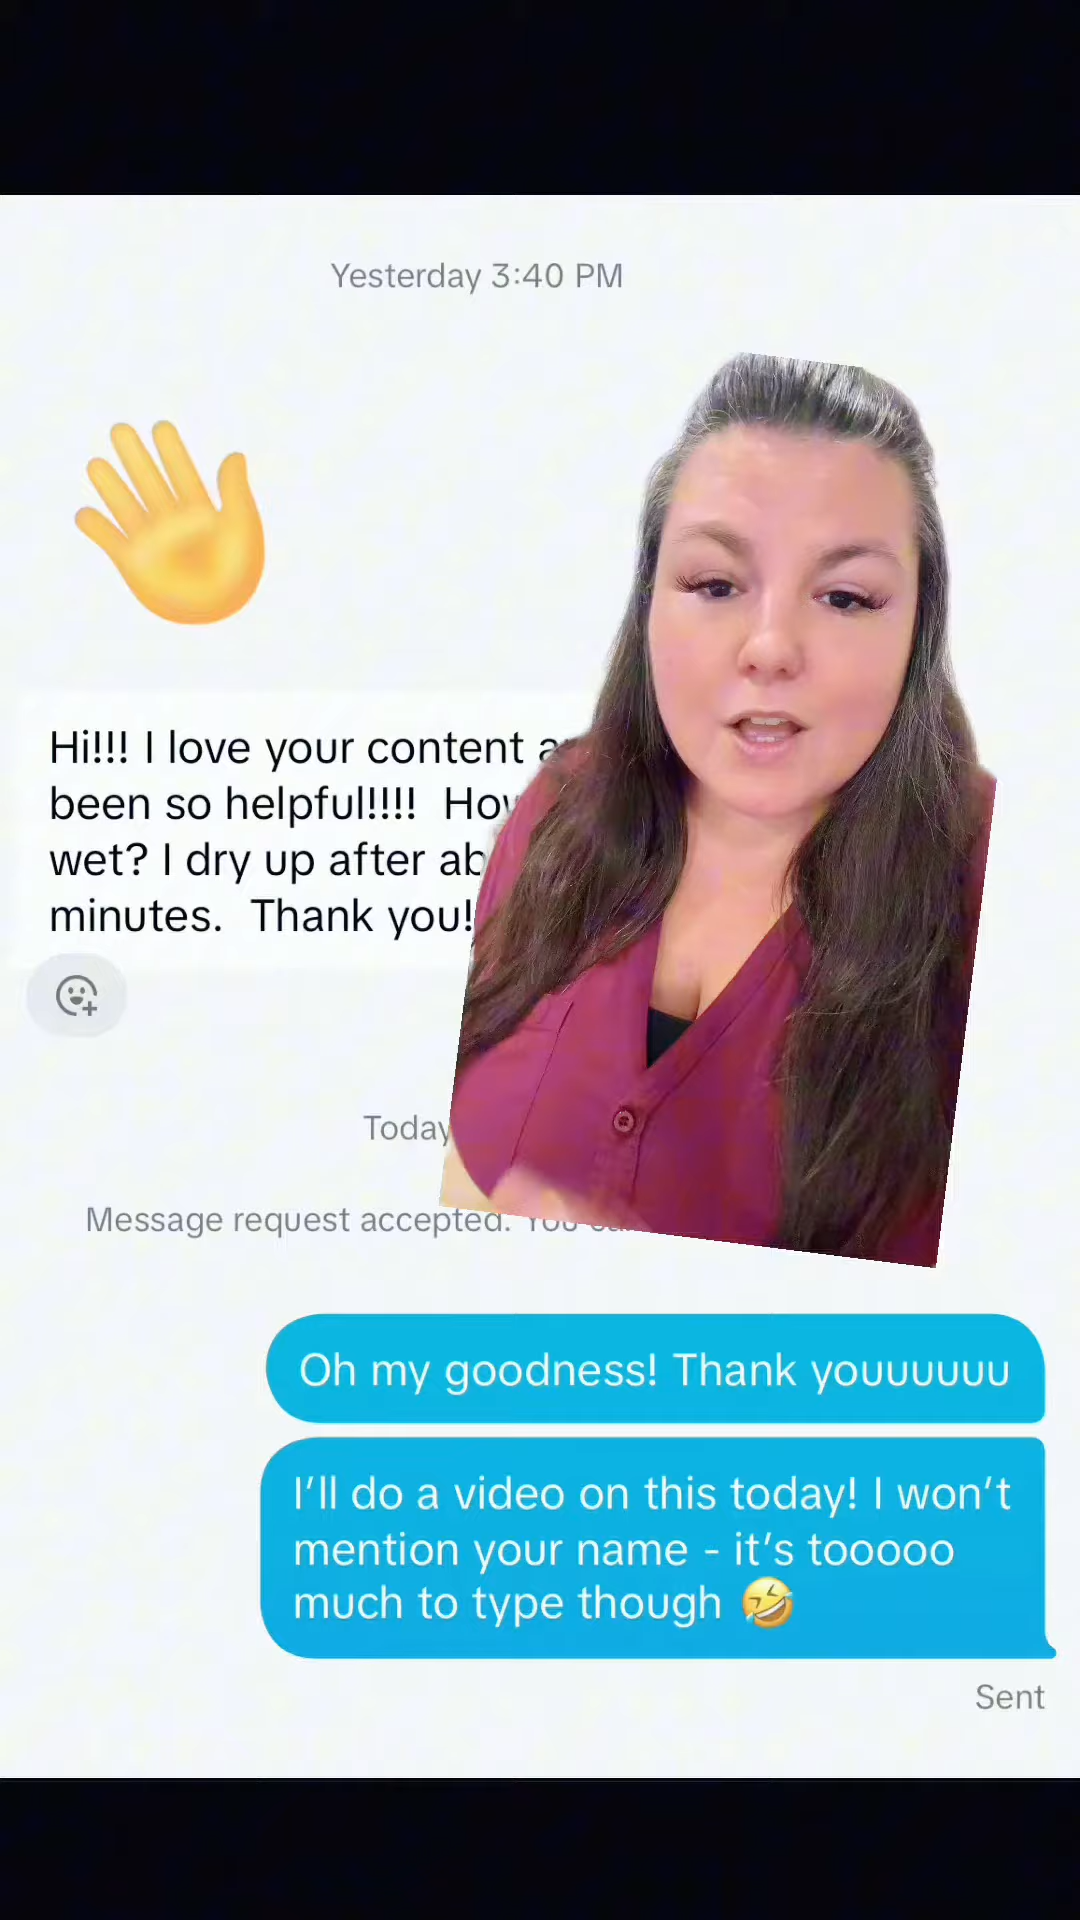 Yesterday 3:40 PM
Hi!!! I love your content
been so helpful!!!!
wet? I dry up after
minutes. Thank you!
Today
Message request accepted. You
Oh my goodness! Thank youuuuuu
I'll do a video on this today! I won't
mention your name - it's tooooo
much to type though 🤣
Sent